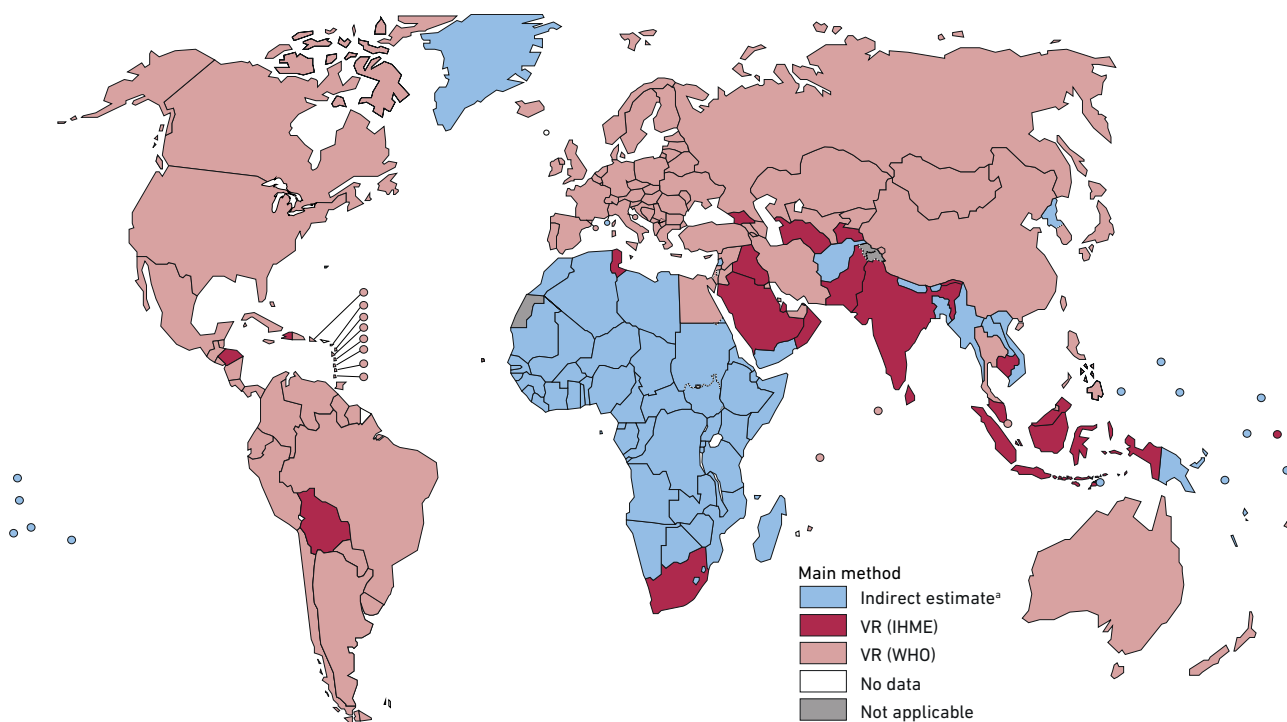 Main method
Indirect estimateᵃ
VR (IHME)
VR (WHO)
No data
Not applicable